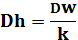 Dh = DW
k